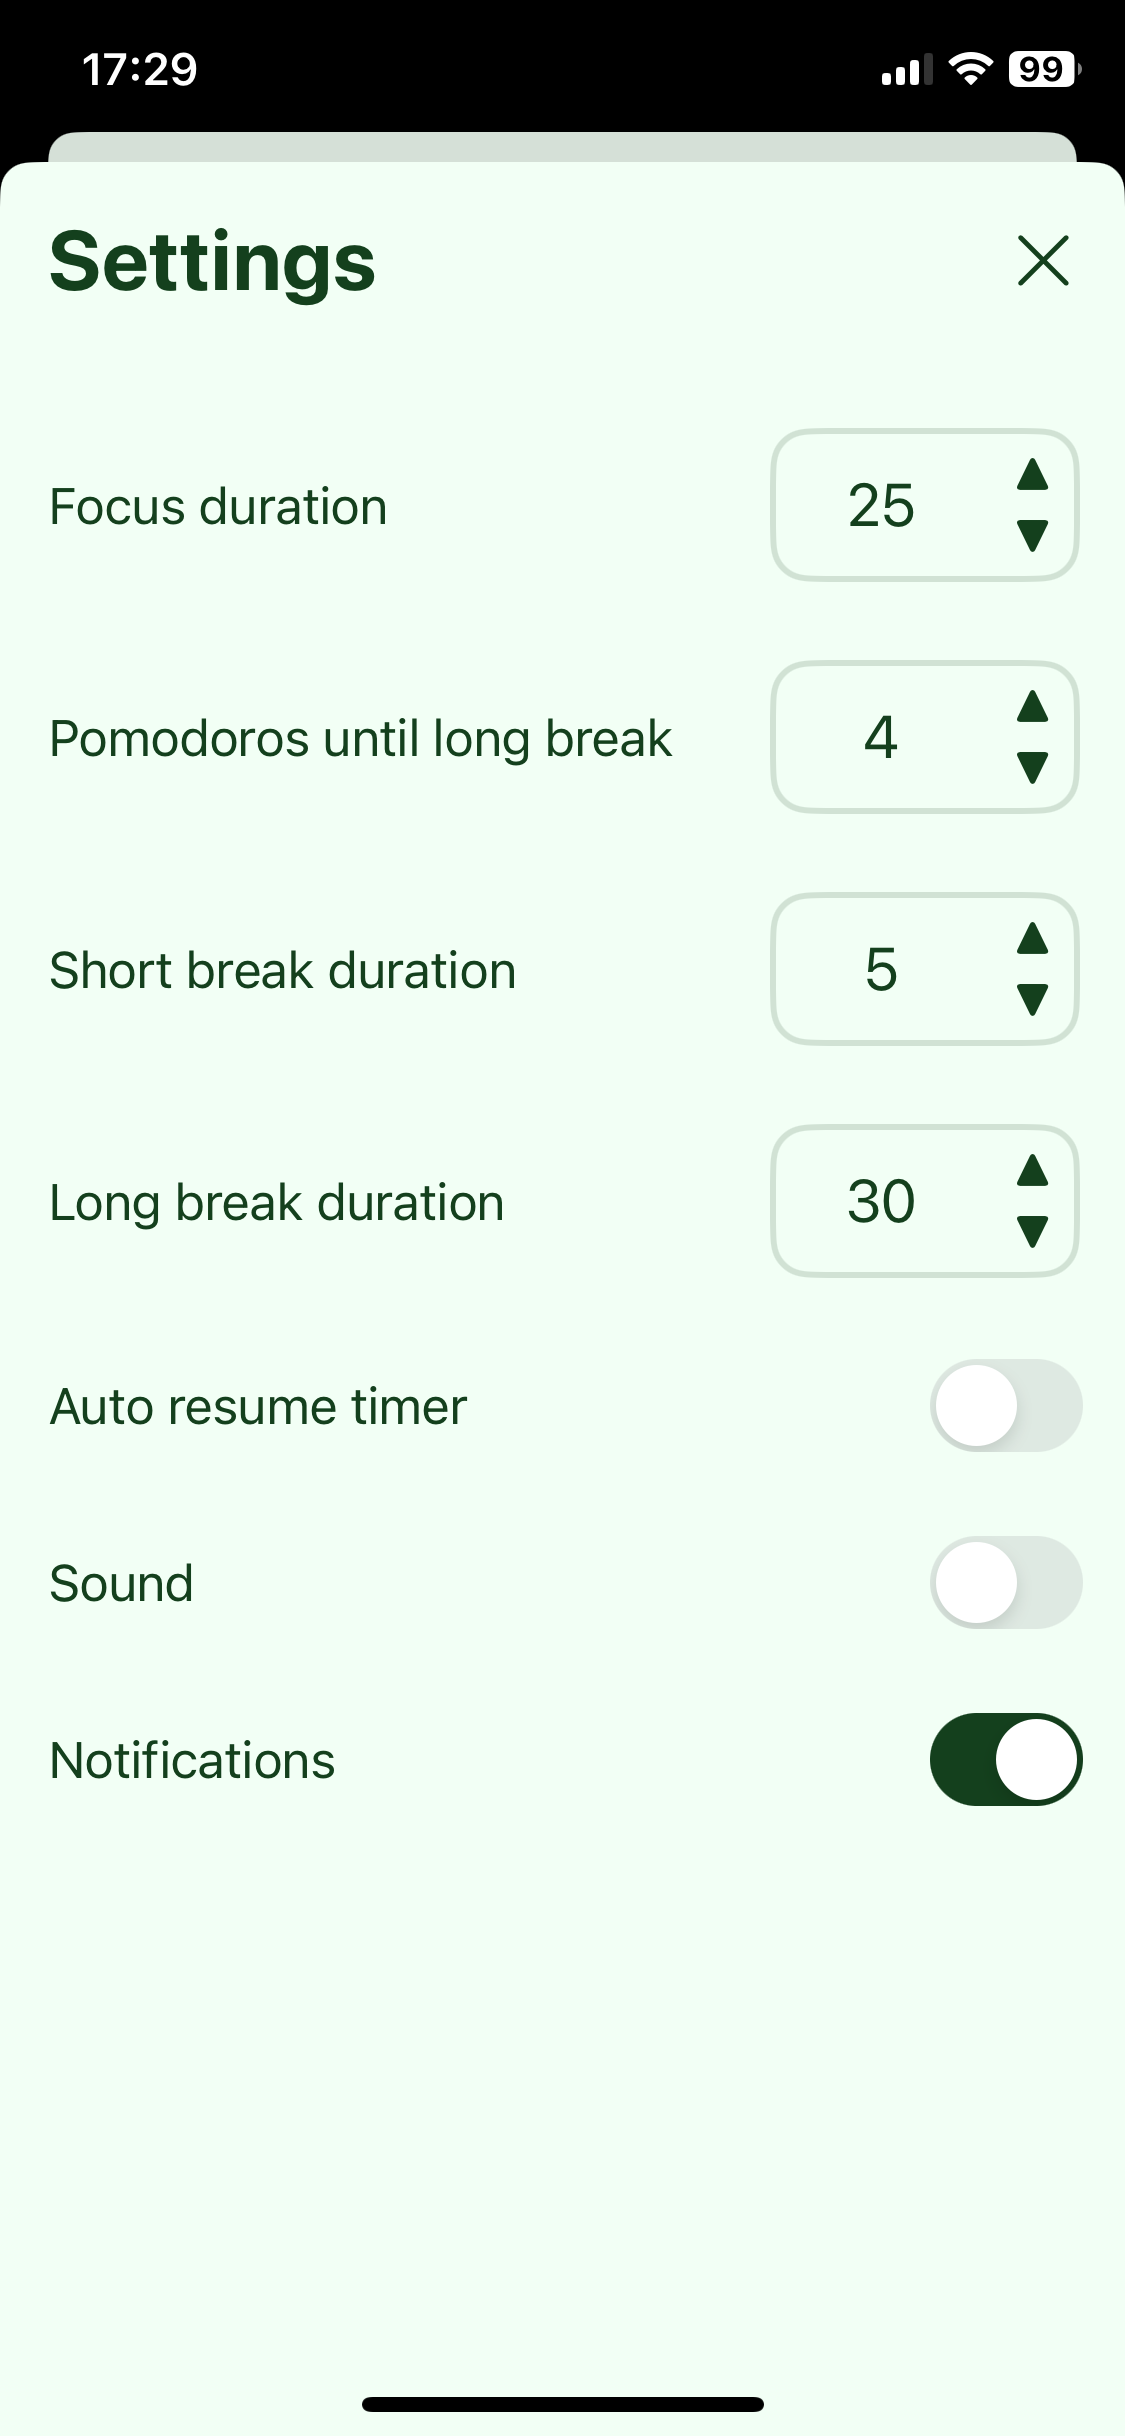 17:29
99
Settings
Focus duration
25
Pomodoros until long break
4
Short break duration
5
Long break duration
30
Auto resume timer
Sound
Notifications